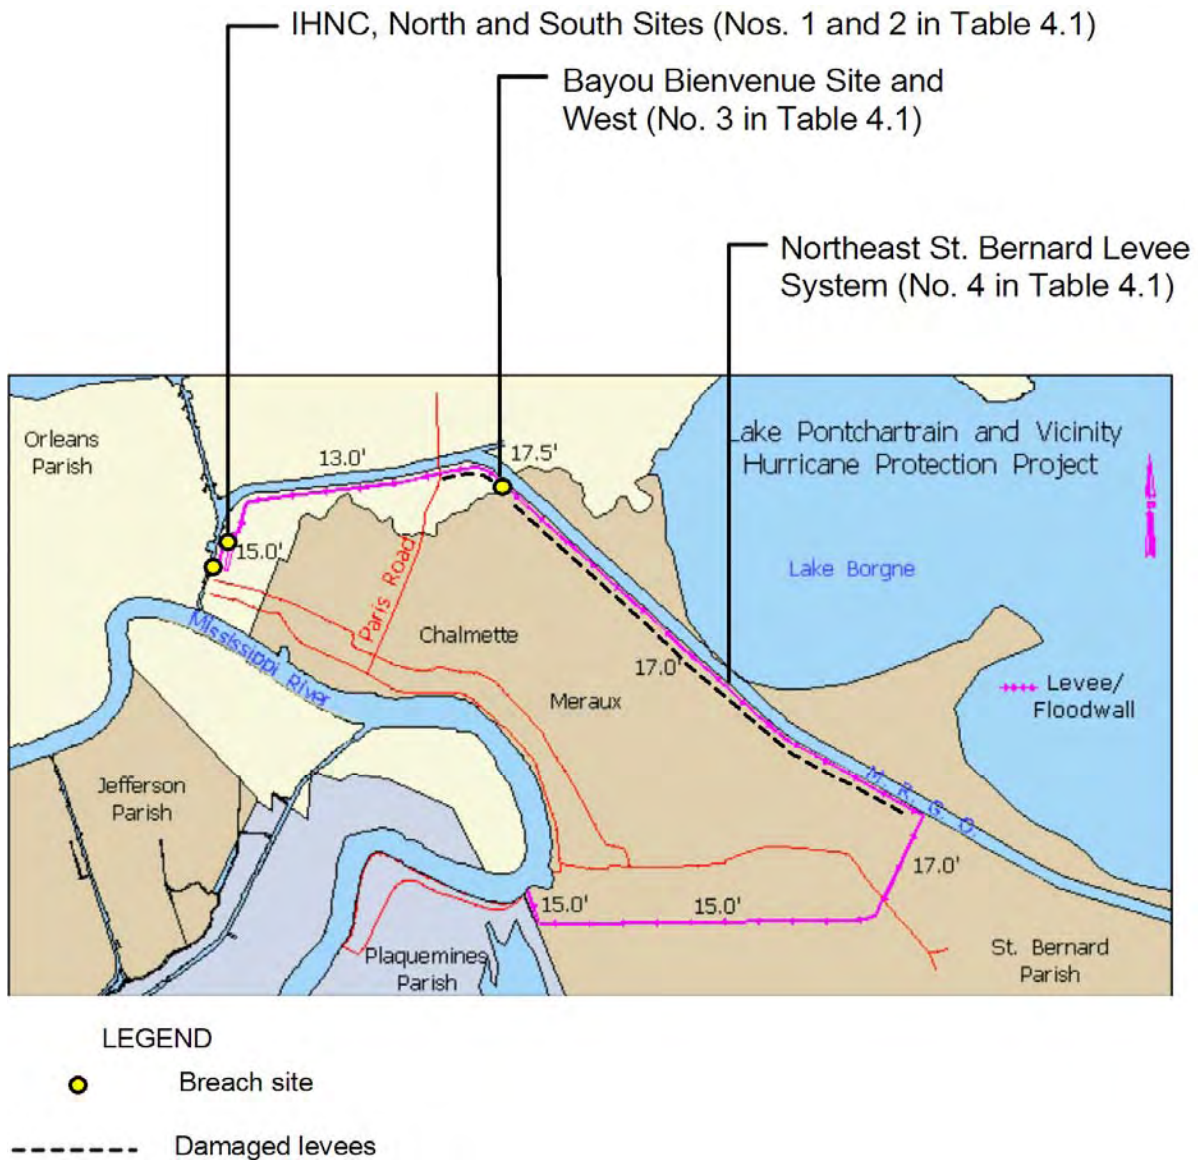 IHNC, North and South Sites (Nos. 1 and 2 in Table 4.1)
Bayou Bienvenue Site and
West (No. 3 in Table 4.1)
Northeast St. Bernard Levee
System (No. 4 in Table 4.1)
Orleans
Parish
13.0'
17.5'
Lake Pontchartrain and Vicinity
Hurricane Protection Project
15.0'
Lake Borgne
Paris Road
Mississippi River
Chalmette
17.0'
Meraux
Levee/
Floodwall
Jefferson
Parish
M. R. G. O.
17.0'
15.0'
15.0'
Plaquemines
Parish
St. Bernard
Parish
LEGEND
Breach site
Damaged levees